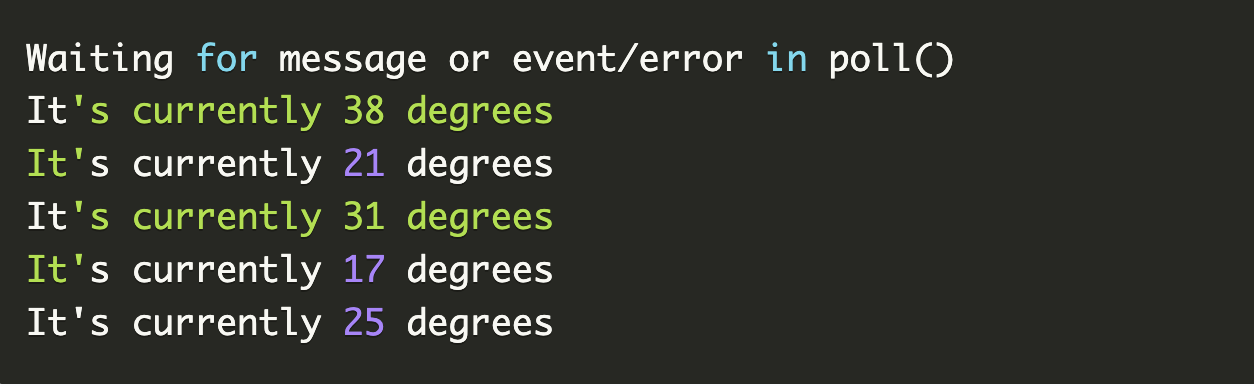 Waiting for message or event/error in poll()
It's currently 38 degrees
It's currently 21 degrees
It's currently 31 degrees
It's currently 17 degrees
It's currently 25 degrees